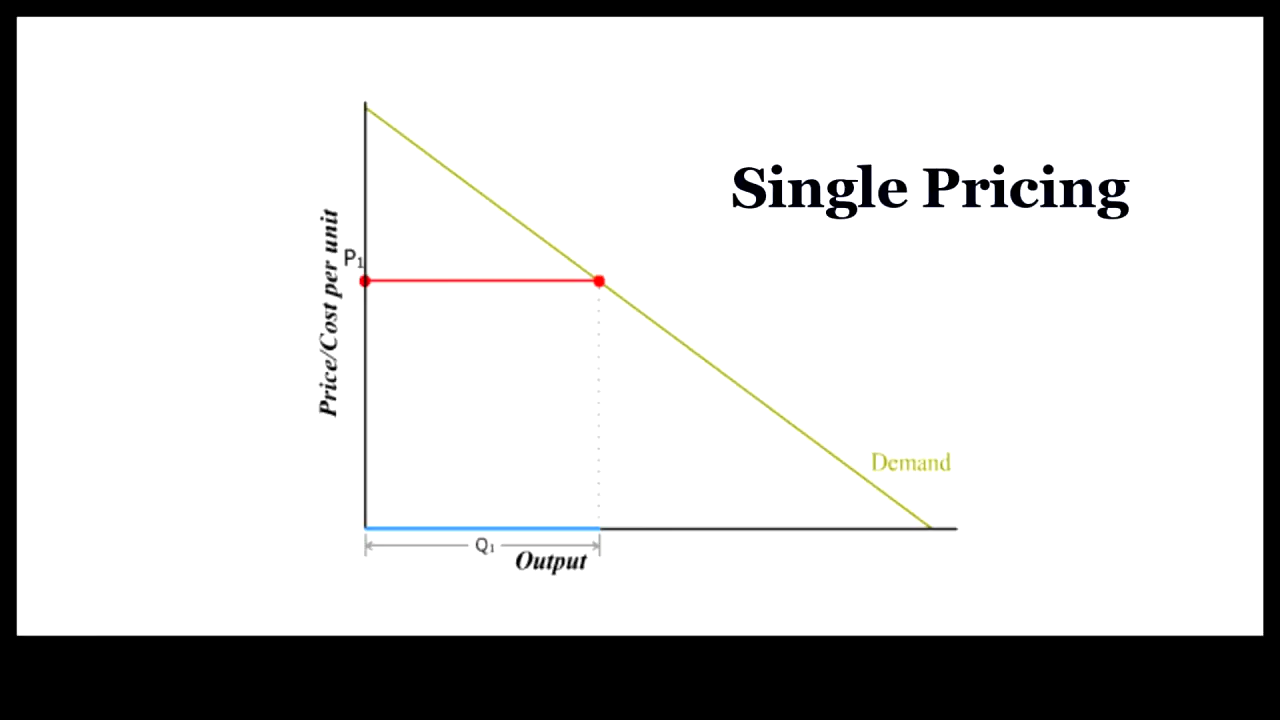 Single Pricing
Price/Cost per unit
P₁
Demand
Q₁
Output